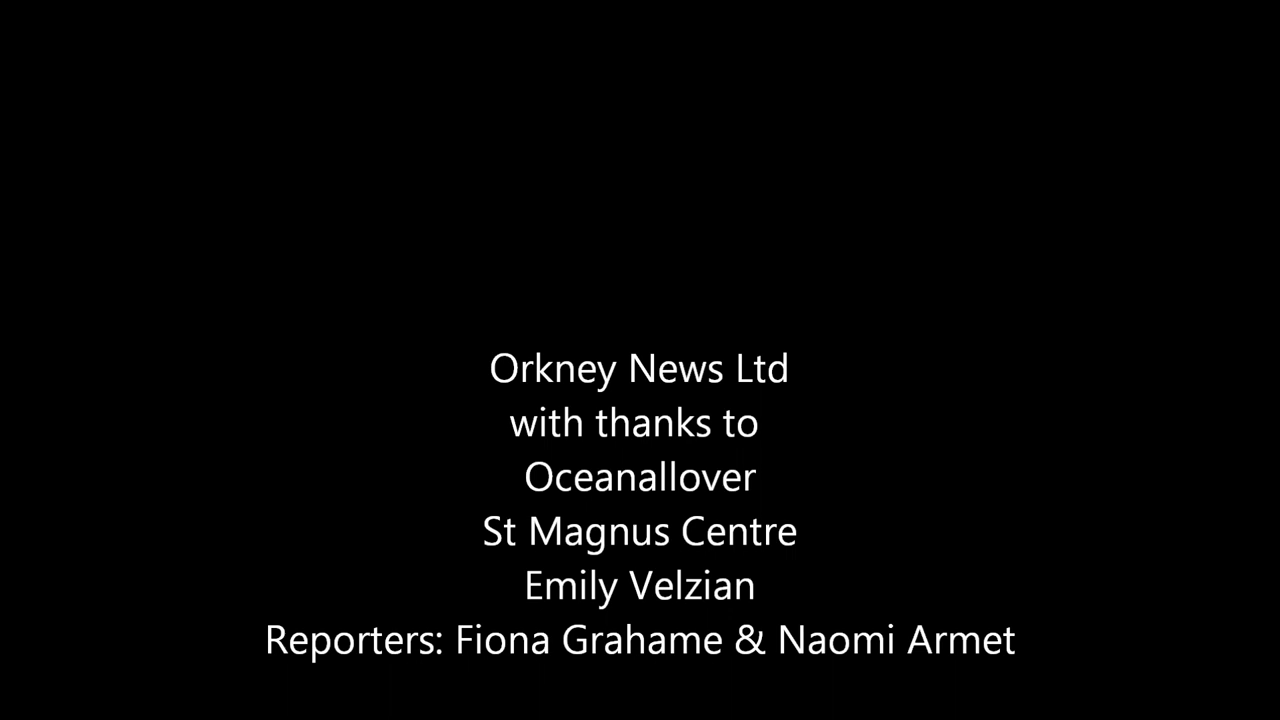 Orkney News Ltd
with thanks to
Oceanallover
St Magnus Centre
Emily Velzian
Reporters: Fiona Grahame & Naomi Armet